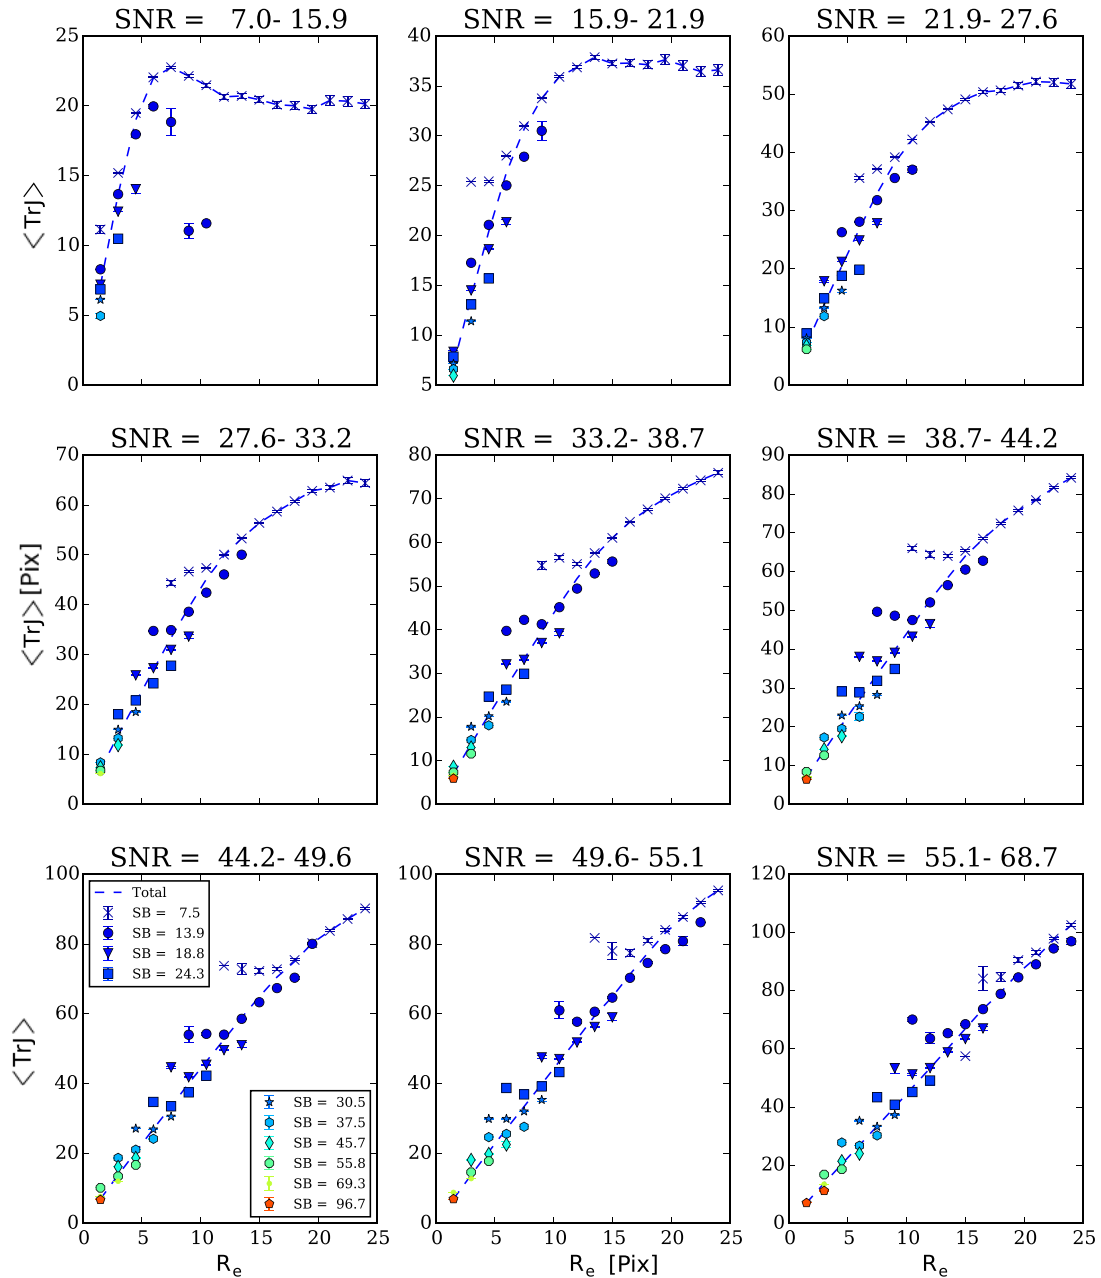 SNR = 7.0- 15.9
SNR = 15.9- 21.9
SNR = 21.9- 27.6
25
20
15
10
5
0
40
35
30
25
20
15
10
5
60
50
40
30
20
10
0
<TrJ>
SNR = 27.6- 33.2
SNR = 33.2- 38.7
SNR = 38.7- 44.2
70
60
50
40
30
20
10
0
80
70
60
50
40
30
20
10
0
90
80
70
60
50
40
30
20
10
0
<TrJ>[Pix]
SNR = 44.2- 49.6
SNR = 49.6- 55.1
SNR = 55.1- 68.7
100
80
60
40
20
0
100
80
60
40
20
0
120
100
80
60
40
20
0
<TrJ>
Total
SB = 7.5
SB = 13.9
SB = 18.8
SB = 24.3
SB = 30.5
SB = 37.5
SB = 45.7
SB = 55.8
SB = 69.3
SB = 96.7
0 5 10 15 20 25
0 5 10 15 20 25
0 5 10 15 20 25
Re
Re [Pix]
Re